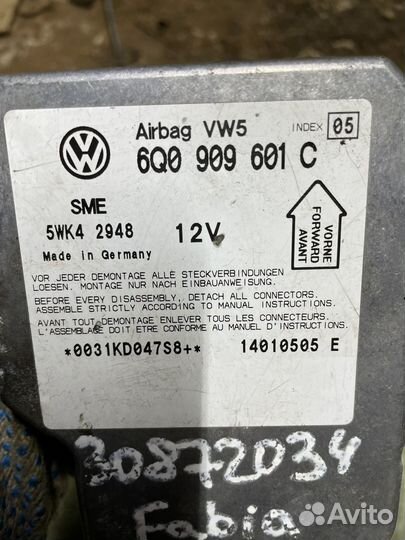 Airbag VW5 INDEX 05
6Q0 909 601 C
SME
5WK4 2948 12V
Made in Germany
VORNE
FORWARD
AVANT
VOR JEDER DEMONTAGE ALLE STECKVERBINDUNGEN
LOESEN. MONTAGE NUR NACH EINBAUANWEISUNG.
BEFORE EVERY DISASSEMBLY,, DETACH ALL CONNECTORS.
ASSEMBLE STRICTLY ACCORDING TO MANUAL INSTRUCTIONS.
AVANT TOUT DEMONTAGE ENLEVER TOUS LES CONNECTEURS.
L'ASSEMBLAGE DOIT ETRE CONFORME AU MANUEL D'INSTRUCTIONS.
*0031KD047S8+* 14010505 E
30872034
Fabia
Avito